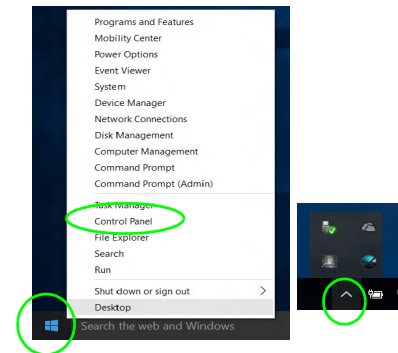 Programs and Features
Mobility Center
Power Options
Event Viewer
System
Device Manager
Network Connections
Disk Management
Computer Management
Command Prompt
Command Prompt (Admin)
Task Manager
Control Panel
File Explorer
Search
Run
Shut down or sign out
Desktop
Search the web and Windows